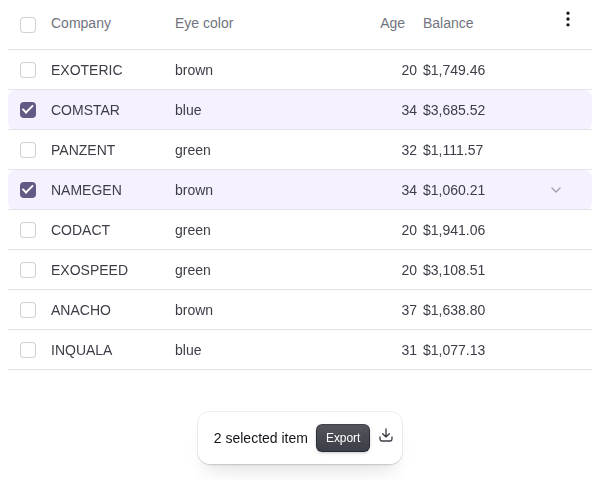 Company Eye color Age Balance
EXOTERIC brown 20 $1,749.46
COMSTAR blue 34 $3,685.52
PANZENT green 32 $1,111.57
NAMEGEN brown 34 $1,060.21
CODACT green 20 $1,941.06
EXOSPEED green 20 $3,108.51
ANACHO brown 37 $1,638.80
INQUALA blue 31 $1,077.13
2 selected item Export